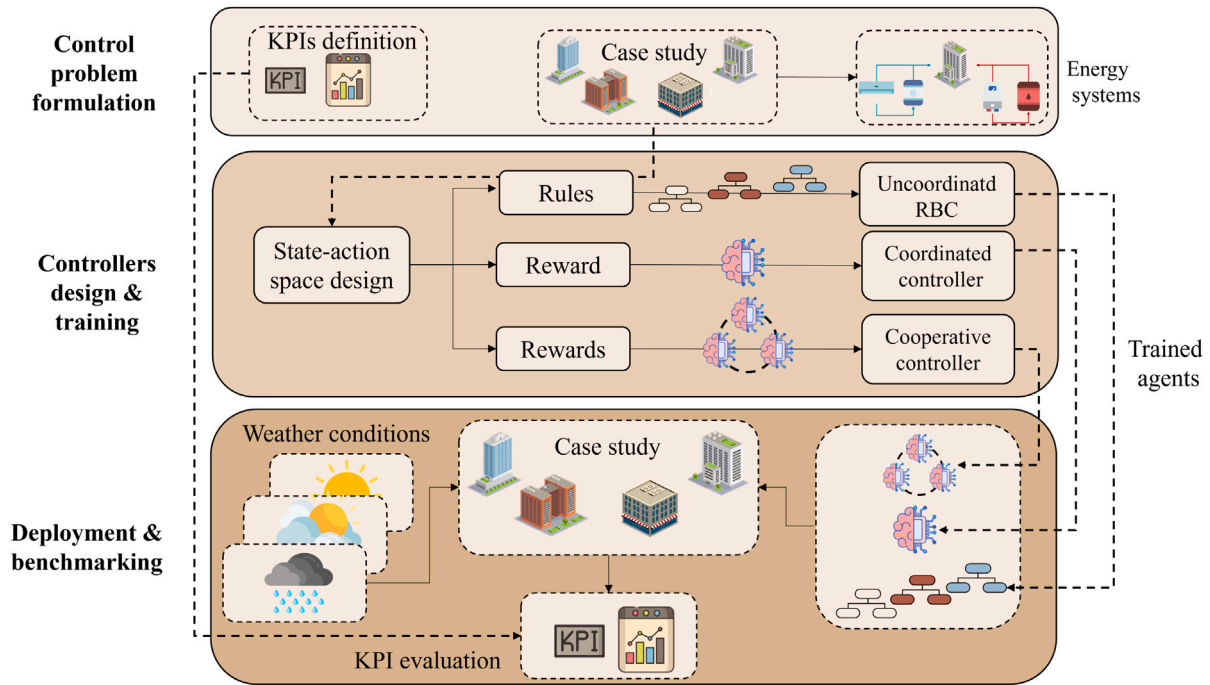 Control
problem
formulation
KPIs definition
KPI
Case study
Energy
systems
Controllers
design &
training
State-action
space design
Rules
Uncoordinatd
RBC
Reward
Coordinated
controller
Rewards
Cooperative
controller
Trained
agents
Deployment &
benchmarking
Weather conditions
Case study
KPI
KPI evaluation